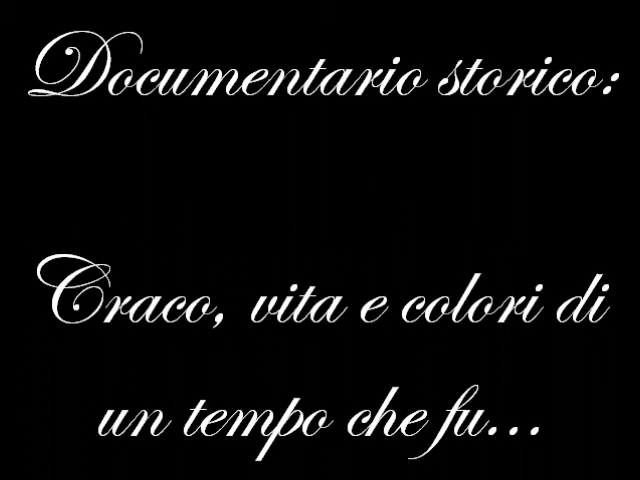 Documentario storico:
Craco, vita e colori di
un tempo che fu...